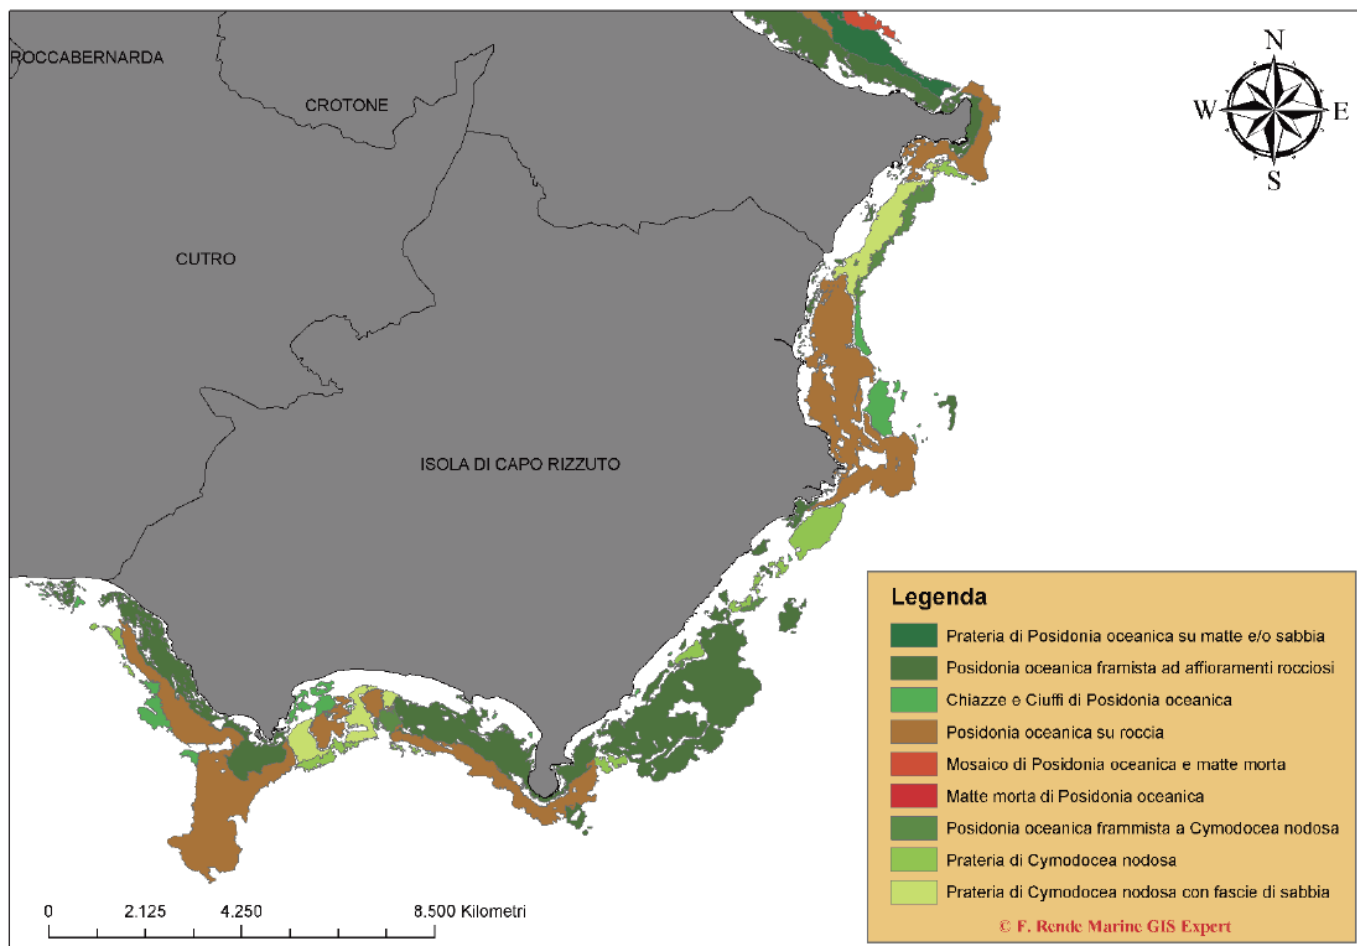 ROCCABERNARDA
CROTONE
N
W E
S
CUTRO
ISOLA DI CAPO RIZZUTO
Legenda
Prateria di Posidonia oceanica su matte e/o sabbia
Posidonia oceanica framista ad affioramenti rocciosi
Chiazze e Ciuffi di Posidonia oceanica
Posidonia oceanica su roccia
Mosaico di Posidonia oceanica e matte morta
Matte morta di Posidonia oceanica
Posidonia oceanica frammista a Cymodocea nodosa
Prateria di Cymodocea nodosa
Prateria di Cymodocea nodosa con fascie di sabbia
© F. Rende Marine GIS Expert
0 2.125 4.250 8.500 Kilometri